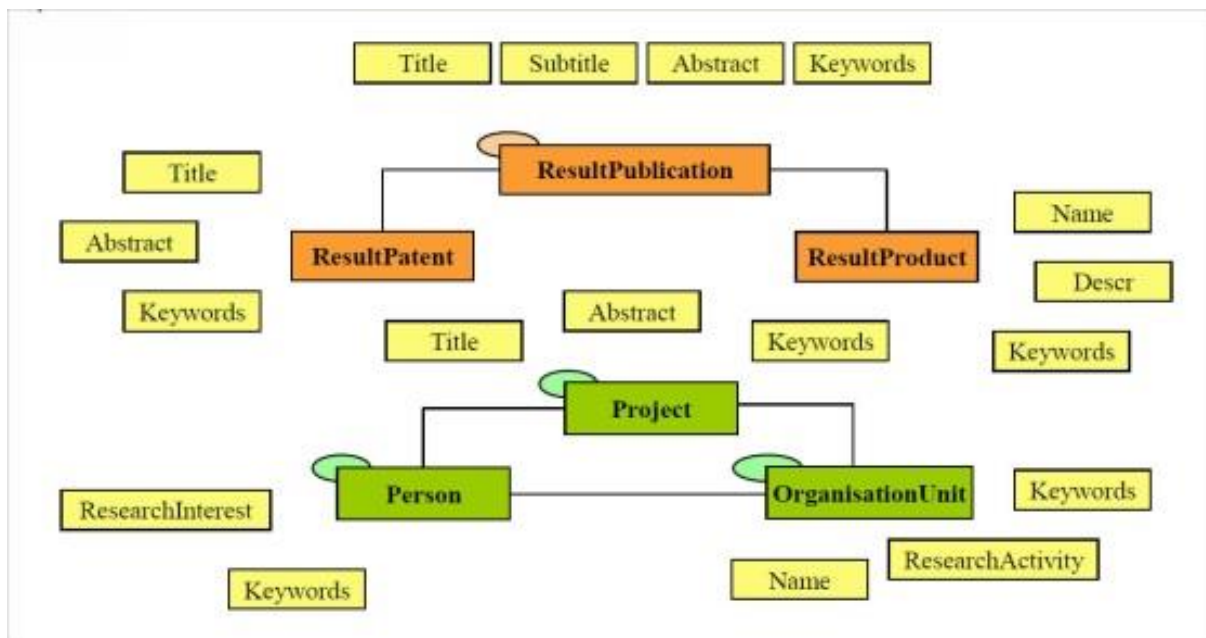 Title Subtitle Abstract Keywords
ResultPublication
Title
Name
Abstract
ResultPatent
ResultProduct
Descr
Keywords
Abstract
Title
Keywords
Keywords
Project
Person
OrganisationUnit
Keywords
ResearchInterest
ResearchActivity
Keywords
Name